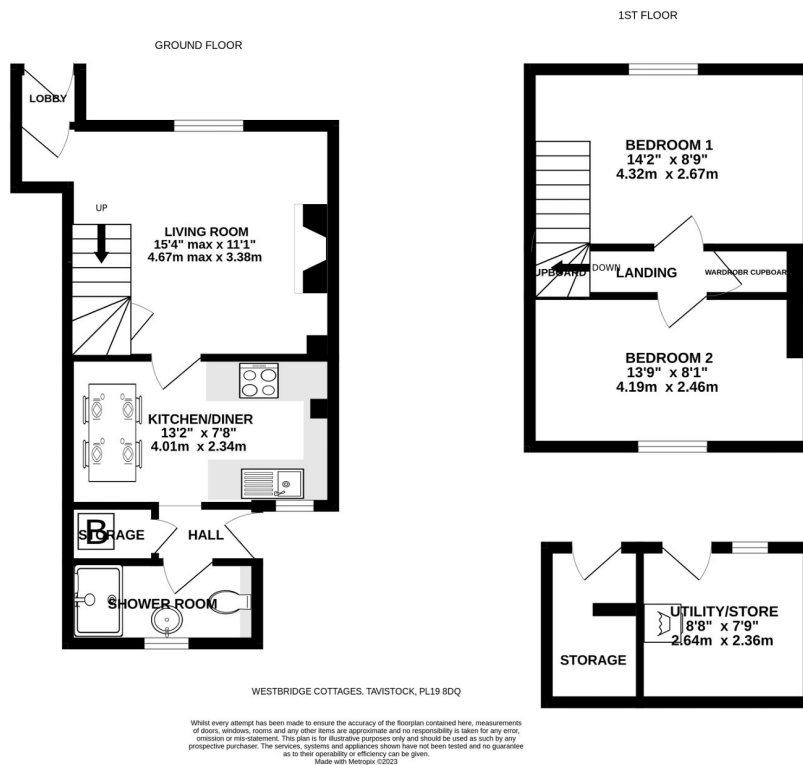 GROUND FLOOR
LOBBY
UP
LIVING ROOM
15'4" max x 11'1"
4.67m max x 3.38m
KITCHEN/DINER
13'2" x 7'8"
4.01m x 2.34m
B
STORAGE
HALL
SHOWER ROOM
1ST FLOOR
BEDROOM 1
14'2" x 8'9"
4.32m x 2.67m
UPBOARD
DOWN
LANDING
WARDROBR CUPBOAR
BEDROOM 2
13'9" x 8'1"
4.19m x 2.46m
STORAGE
UTILITY/STORE
8'8" x 7'9"
2.64m x 2.36m
WESTBRIDGE COTTAGES. TAVISTOCK, PL19 8DQ
Whilst every attempt has been made to ensure the accuracy of the floorplan contained here, measurements
of doors, windows, rooms and any other items are approximate and no responsibility is taken for any error,
omission or mis-statement. This plan is for illustrative purposes only and should be used as such by any
prospective purchaser. The services, systems and appliances shown have not been tested and no guarantee
as to their operability or efficiency can be given.
Made with Metropix ©2023